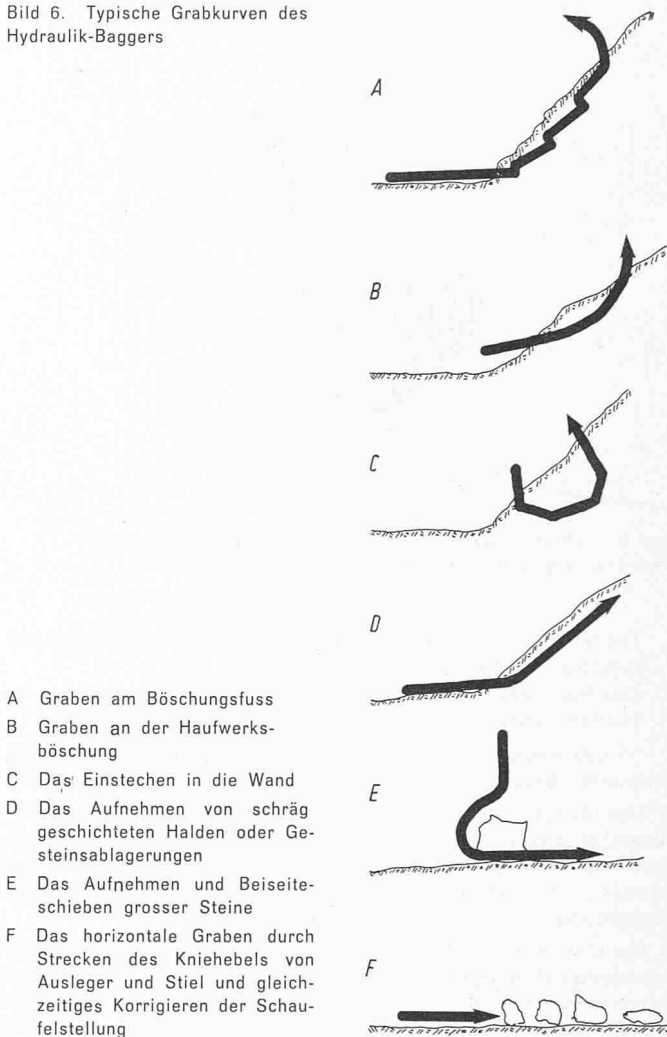 Bild 6. Typische Grabkurven des
Hydraulik-Baggers
A
B
C
D
E
F
A Graben am Böschungsfuss
B Graben an der Haufwerks-
böschung
C Das Einstechen in die Wand
D Das Aufnehmen von schräg
geschichteten Halden oder Ge-
steinsablagerungen
E Das Aufnehmen und Beiseite-
schieben grosser Steine
F Das horizontale Graben durch
Strecken des Kniehebels von
Ausleger und Stiel und gleich-
zeitiges Korrigieren der Schau-
felstellung